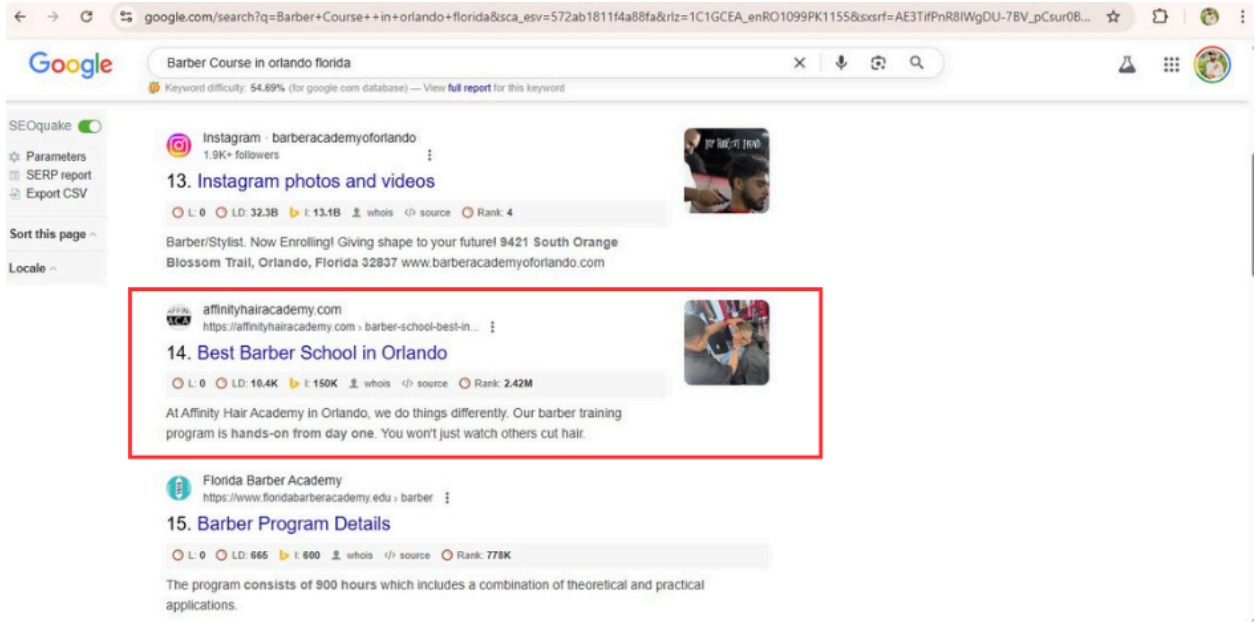 google.com/search?q=Barber+Course++in+orlando+florida&sca_esv=572ab1811f4a88fa&rlz=1C1GCEA_enRO1099PK1155&sxsrf=AE3TifPnR8IWgDU-7BV_pCsur0B...
Google
Barber Course in orlando florida
Keyword difficulty: 54.69% (for google.com database) — View full report for this keyword
SEOquake
Parameters
SERP report
Export CSV
Sort this page
Locale
Instagram · barberacademyoforlando
1.9K+ followers
13. Instagram photos and videos
L: 0 LD: 32.3B I: 13.1B whois </> source Rank: 4
Barber/Stylist. Now Enrolling! Giving shape to your future! 9421 South Orange
Blossom Trail, Orlando, Florida 32837 www.barberacademyoforlando.com
affinityhairacademy.com
https://affinityhairacademy.com › barber-school-best-in...
14. Best Barber School in Orlando
L: 0 LD: 10.4K I: 150K whois </> source Rank: 2.42M
At Affinity Hair Academy in Orlando, we do things differently. Our barber training
program is hands-on from day one. You won't just watch others cut hair.
Florida Barber Academy
https://www.floridabarberacademy.edu › barber
15. Barber Program Details
L: 0 LD: 665 I: 600 whois </> source Rank: 778K
The program consists of 900 hours which includes a combination of theoretical and practical
applications.